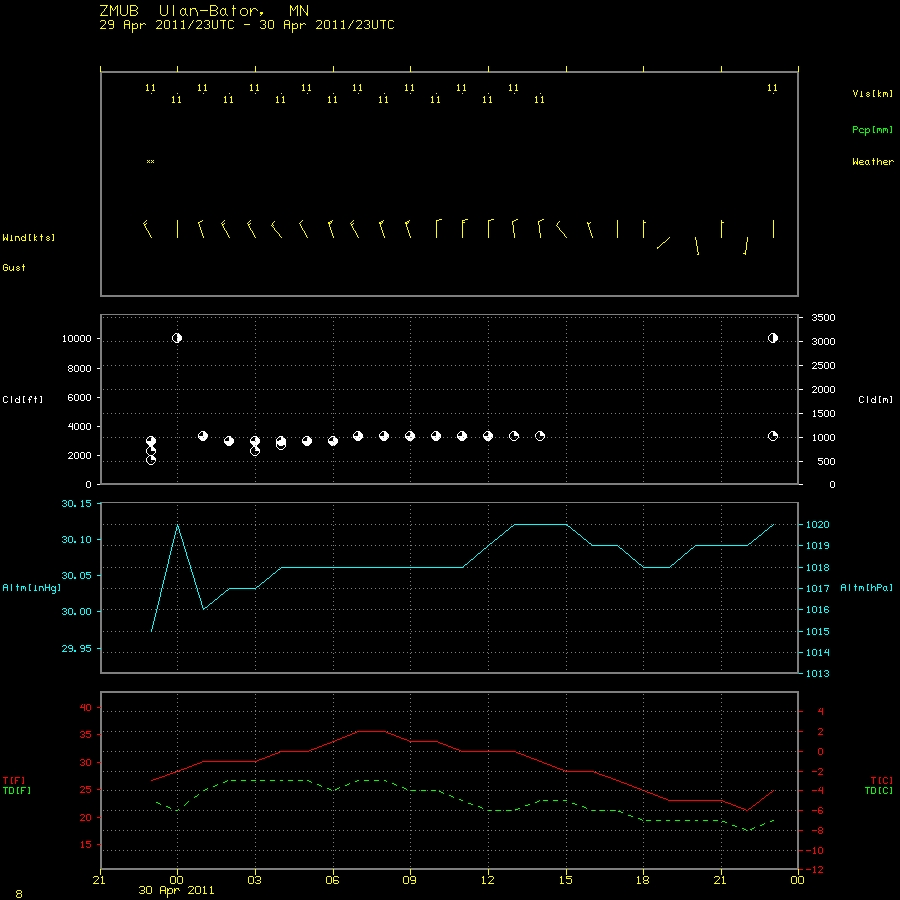 ZMUB Ulan-Bator, MN
29 Apr 2011/23UTC - 30 Apr 2011/23UTC
11 11 11 11 11 11 11 11 11
11 11 11 11 11 11 11 11
Vis[km]
Pcp[mm]
** Weather
Wind[kts]
Gust
3500
10000 3000
8000 2500
6000 2000
Cld[ft] Cld[m]
1500
4000 1000
2000 500
0 0
30.15
1020
30.10 1019
30.05 1018
Altm[inHg] 1017 Altm[hPa]
30.00 1016
1015
29.95 1014
1013
40 4
35 2
30 0
-2
T[F] T[C]
25 -4
TD[F] TD[C]
20 -6
-8
15 -10
-12
21 00 03 06 09 12 15 18 21 00
30 Apr 2011
8